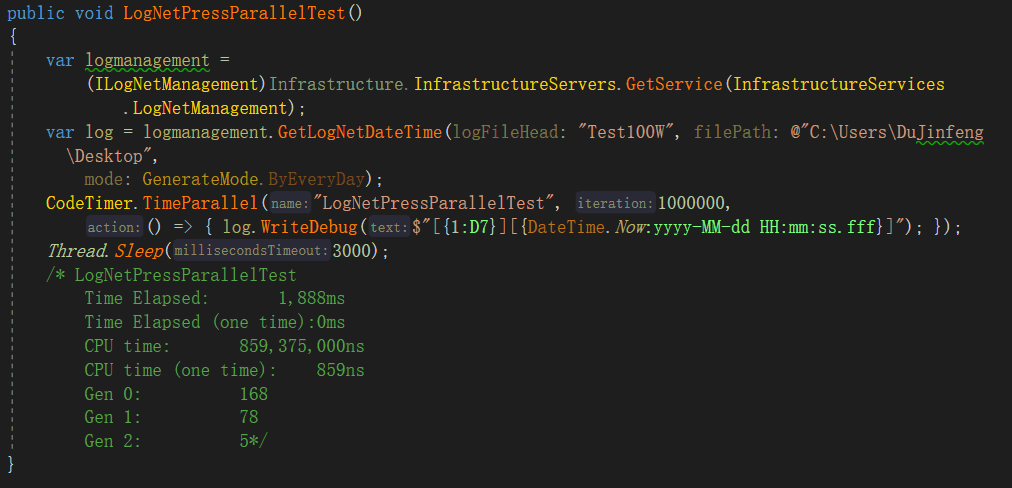 public void LogNetPressParallelTest()
{
var logmanagement =
(ILogNetManagement)Infrastructure.InfrastructureServers.GetService(InfrastructureServices
.LogNetManagement);
var log = logmanagement.GetLogNetDateTime(logFileHead: "Test100W", filePath: @"C:\Users\DuJinfeng
\Desktop",
mode: GenerateMode.ByEveryDay);
CodeTimer.TimeParallel(name:"LogNetPressParallelTest", iteration:1000000,
action:() => { log.WriteDebug(text:$"[{1:D7}][{DateTime.Now:yyyy-MM-dd HH:mm:ss.fff}]"); });
Thread.Sleep(millisecondsTimeout:3000);
/* LogNetPressParallelTest
Time Elapsed: 1,888ms
Time Elapsed (one time):0ms
CPU time: 859,375,000ns
CPU time (one time): 859ns
Gen 0: 168
Gen 1: 78
Gen 2: 5*/
}